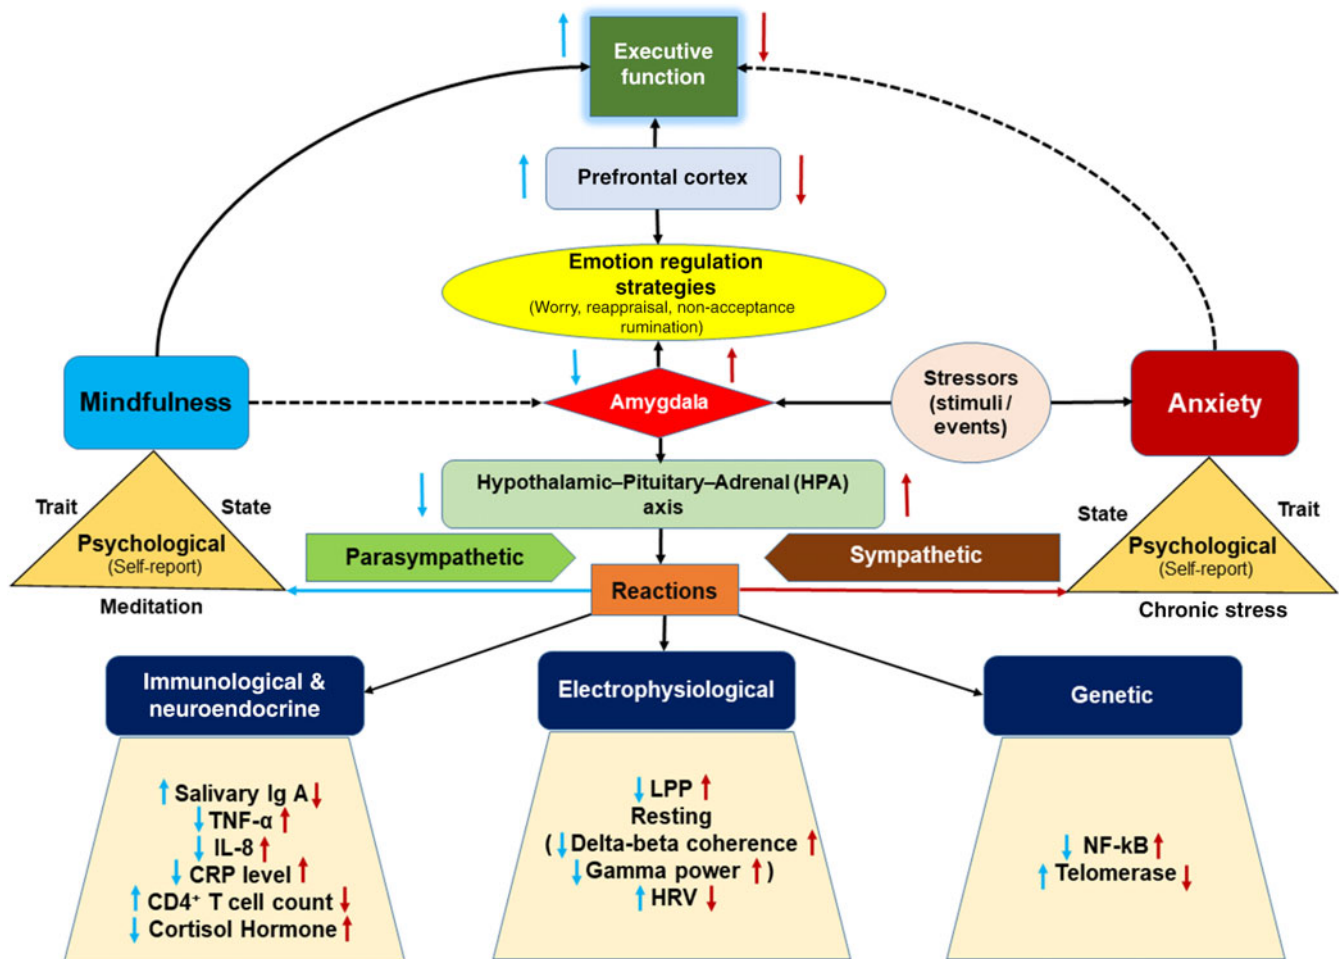 Executive
function
Prefrontal cortex
Emotion regulation
strategies
(Worry, reappraisal, non-acceptance
rumination)
Mindfulness
Amygdala
Stressors
(stimuli /
events)
Anxiety
Hypothalamic–Pituitary–Adrenal (HPA)
axis
Trait
State
Psychological
(Self-report)
Meditation
Parasympathetic
Sympathetic
State
Trait
Psychological
(Self-report)
Chronic stress
Reactions
Immunological &
neuroendocrine
Salivary Ig A
TNF-α
IL-8
CRP level
CD4⁺ T cell count
Cortisol Hormone
Electrophysiological
LPP
Resting
( Delta-beta coherence
Gamma power )
HRV
Genetic
NF-kB
Telomerase